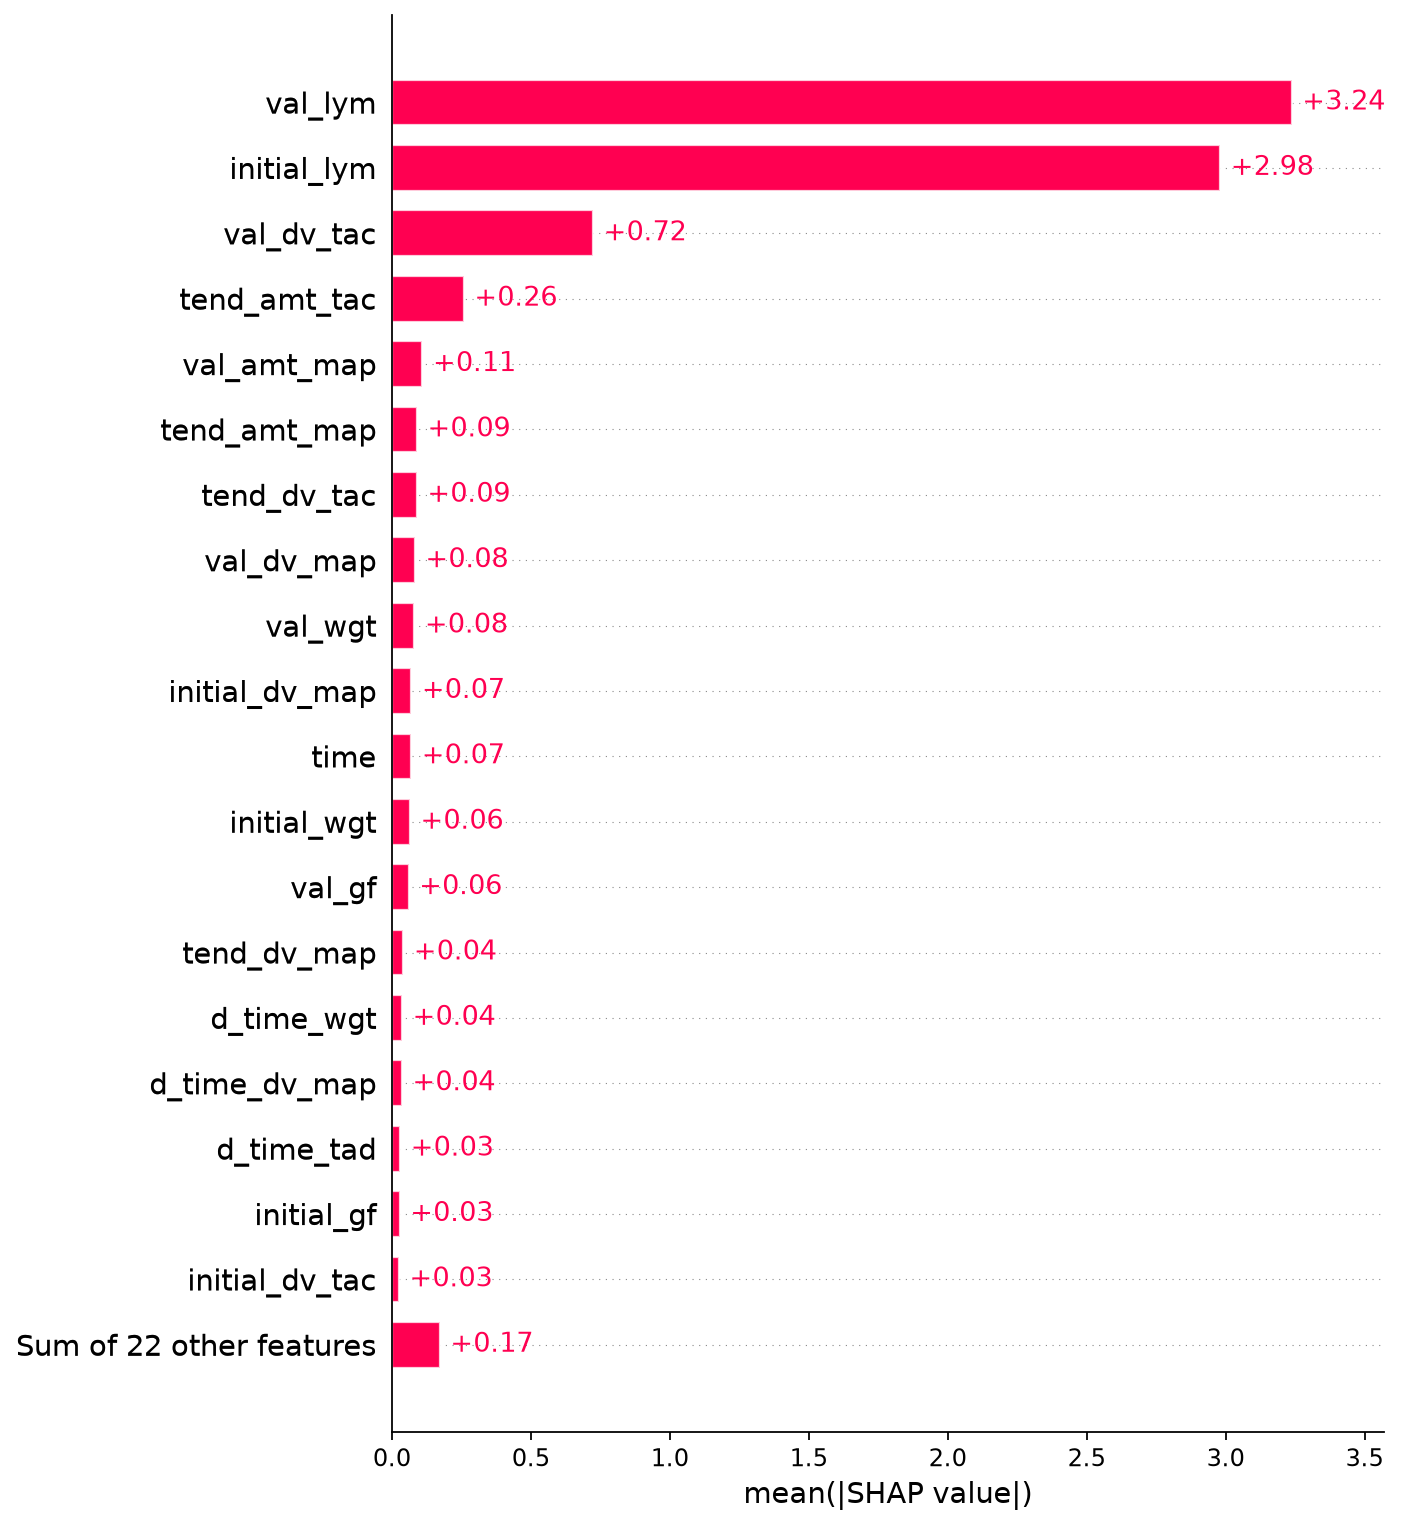 val_lym +3.24
initial_lym +2.98
val_dv_tac +0.72
tend_amt_tac +0.26
val_amt_map +0.11
tend_amt_map +0.09
tend_dv_tac +0.09
val_dv_map +0.08
val_wgt +0.08
initial_dv_map +0.07
time +0.07
initial_wgt +0.06
val_gf +0.06
tend_dv_map +0.04
d_time_wgt +0.04
d_time_dv_map +0.04
d_time_tad +0.03
initial_gf +0.03
initial_dv_tac +0.03
Sum of 22 other features +0.17
0.0 0.5 1.0 1.5 2.0 2.5 3.0 3.5
mean(|SHAP value|)